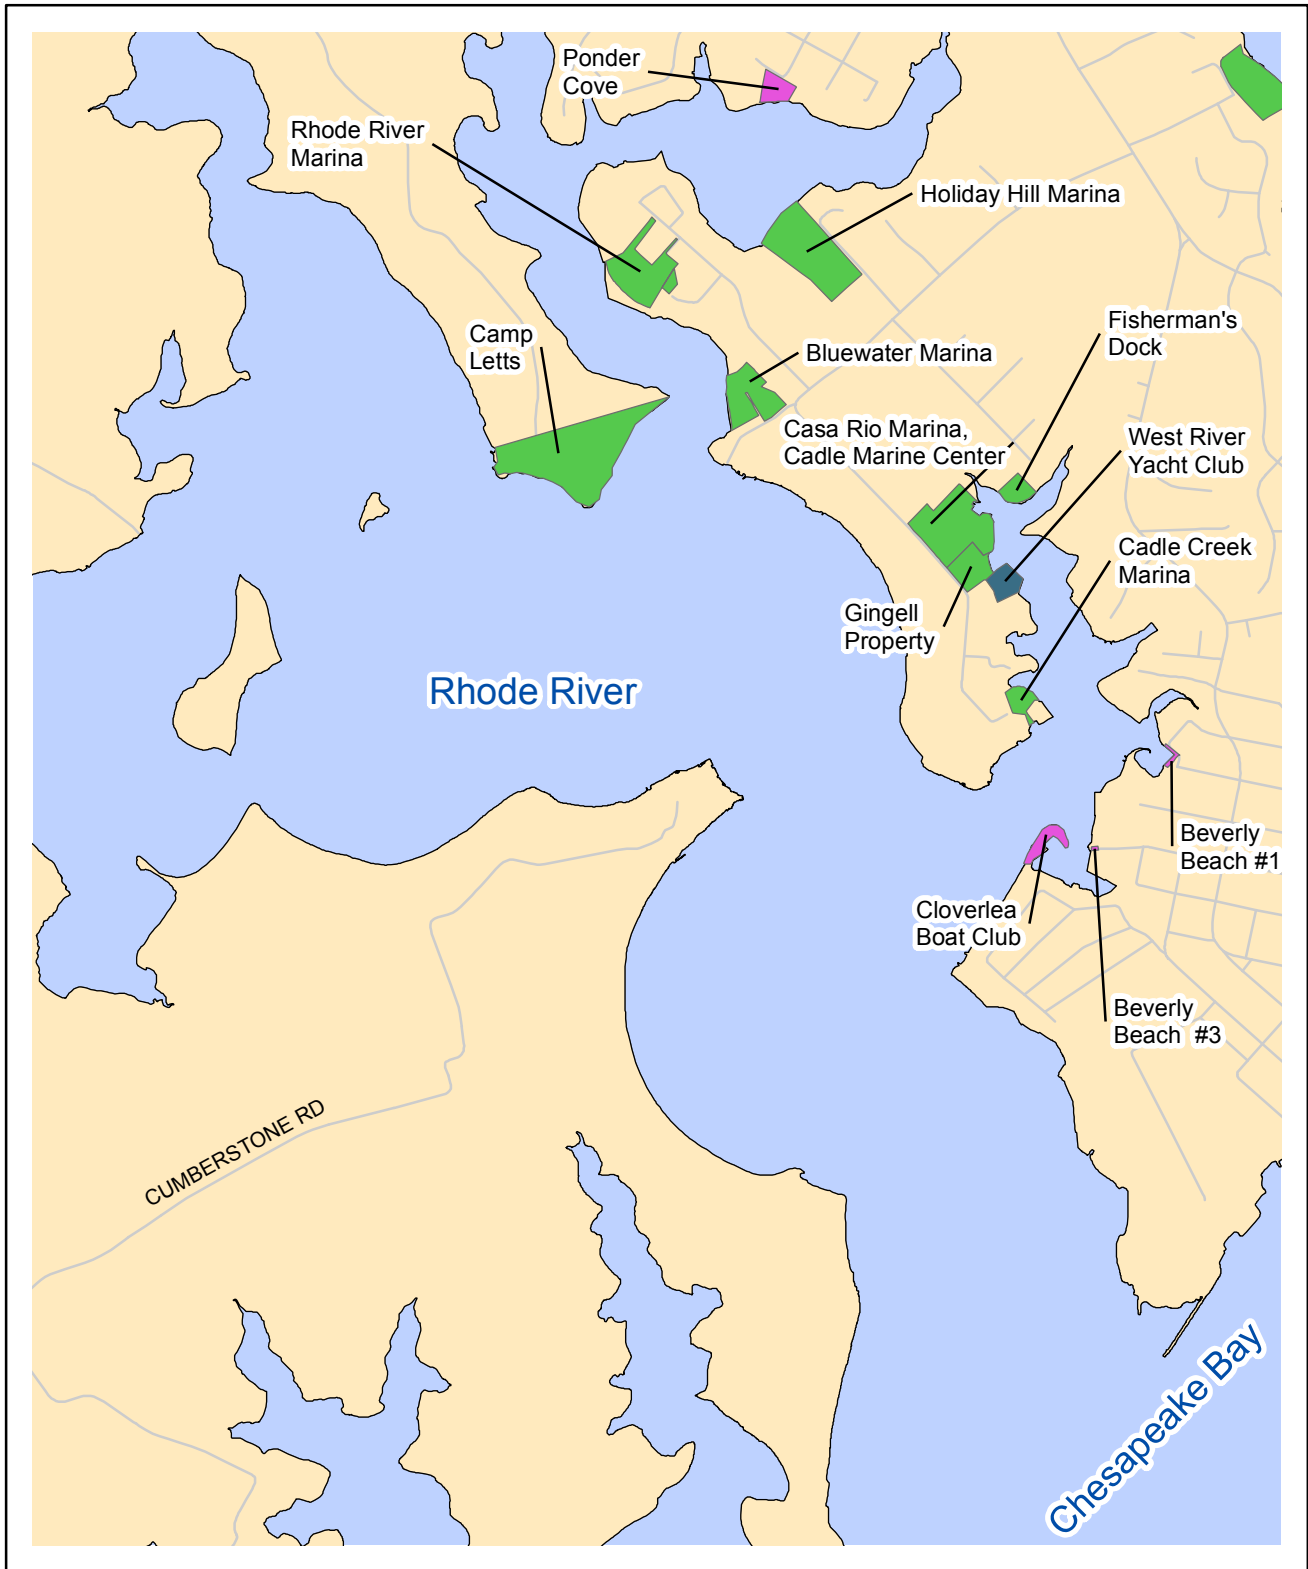 Ponder
Cove
Rhode River
Marina
Holiday Hill Marina
Camp
Letts
Fisherman's
Dock
Bluewater Marina
Casa Rio Marina,
Cadle Marine Center
West River
Yacht Club
Cadle Creek
Marina
Gingell
Property
Rhode River
Beverly
Beach #1
Cloverlea
Boat Club
Beverly
Beach #3
CUMBERSTONE RD
Chesapeake Bay